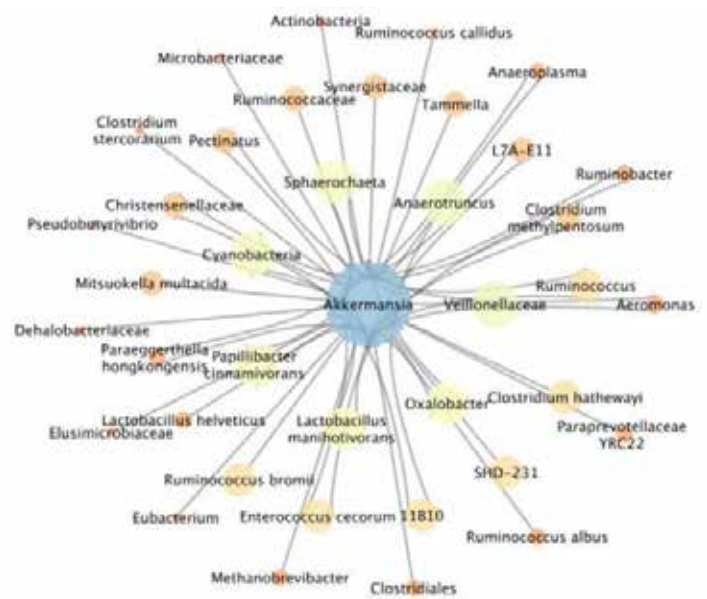 Actinobacteria
Ruminococcus callidus
Microbacteriaceae
Synergistaceae
Anaeroplasma
Ruminococcaceae
Tammella
Clostridium
stercorarium
Pectinatus
L7A-E11
Sphaerochaeta
Ruminobacter
Christensenellaceae
Anaerotruncus
Clostridium
methylpentosum
Pseudobutyrivibrio
Cyanobacteria
Mitsuokella multacida
Ruminococcus
Akkermansia
Veillonellaceae
Aeromonas
Dehalobacteriaceae
Paraeggerthella
hongkongensis
Papillibacter
cinnamivorans
Oxalobacter
Clostridium hathewayi
Lactobacillus helveticus
Elusimicrobiaceae
Lactobacillus
manihotivorans
Paraprevotellaceae
YRC22
Ruminococcus bromii
SHD-231
Eubacterium
Enterococcus cecorum
11B10
Ruminococcus albus
Methanobrevibacter
Clostridiales